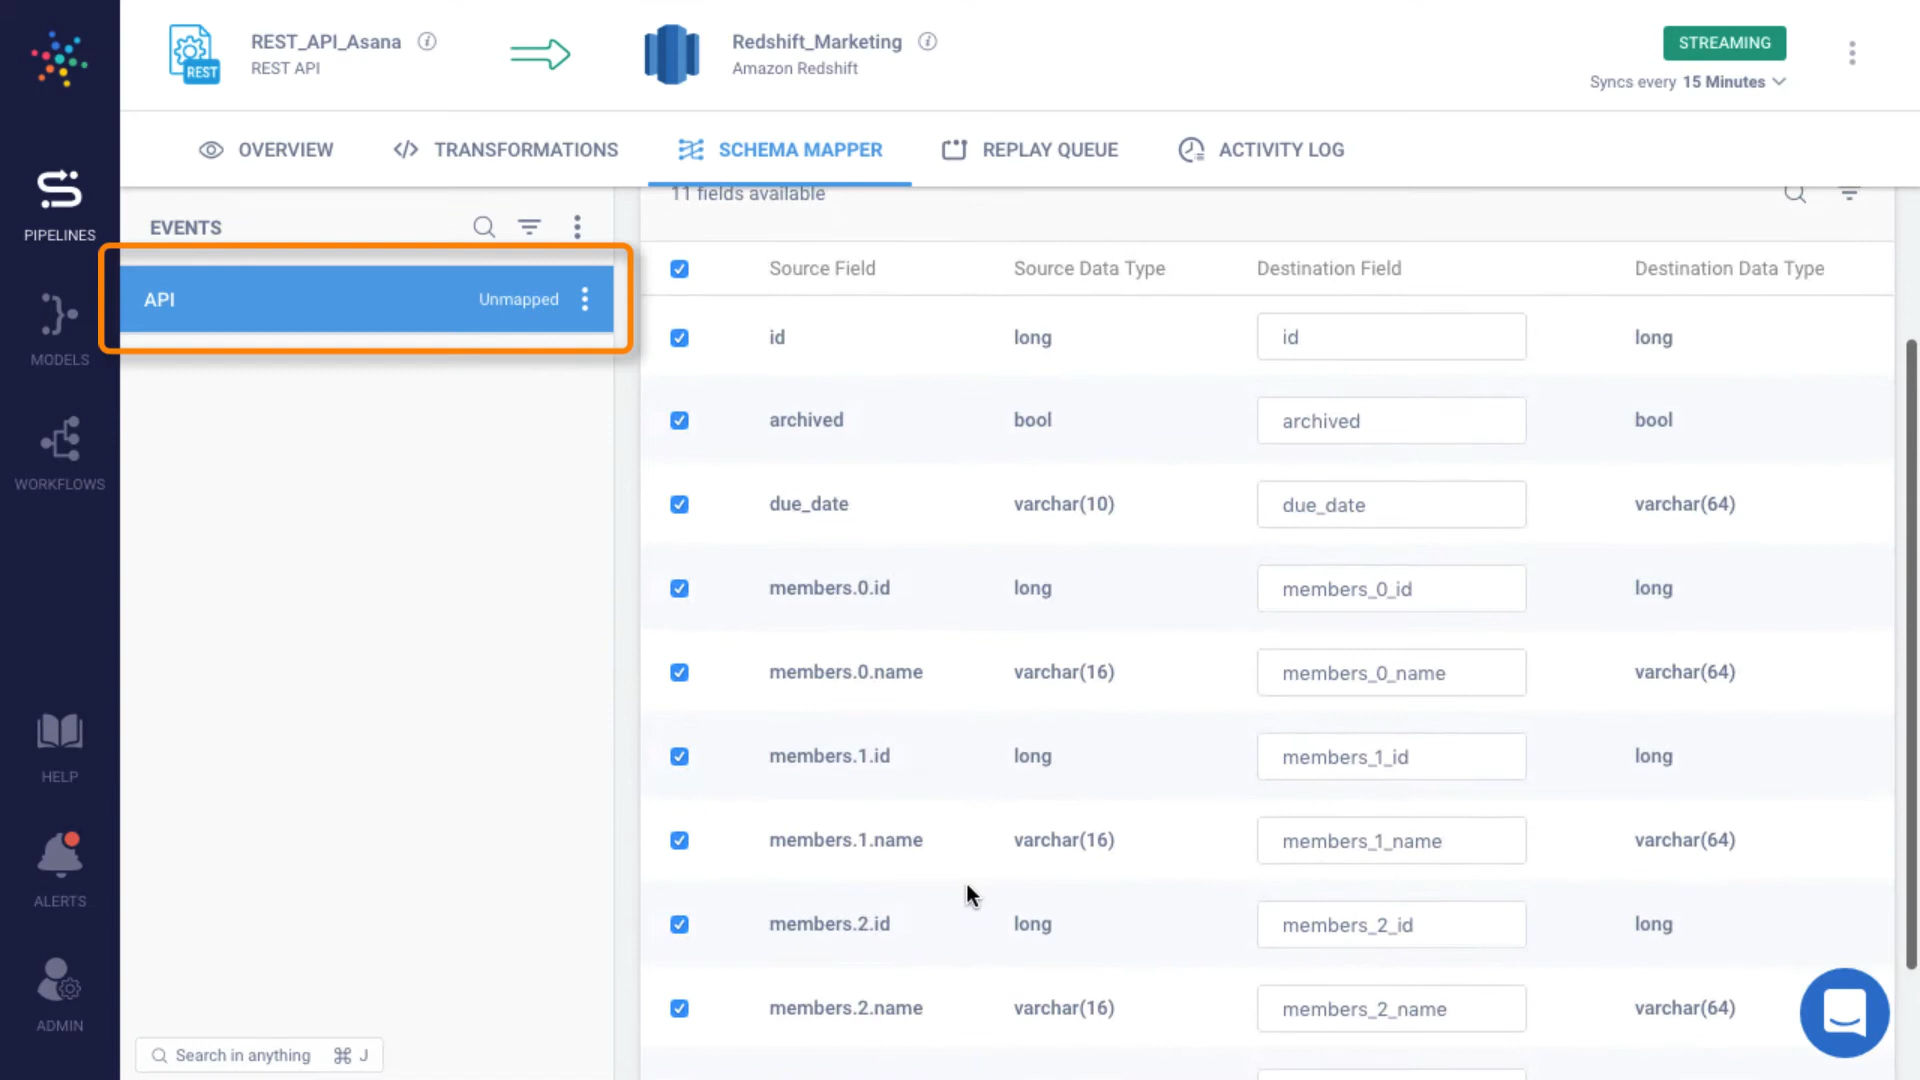 REST_API_Asana
REST API
REST
Redshift_Marketing
Amazon Redshift
STREAMING
Syncs every 15 Minutes
OVERVIEW
TRANSFORMATIONS
SCHEMA MAPPER
REPLAY QUEUE
ACTIVITY LOG
PIPELINES
MODELS
WORKFLOWS
HELP
ALERTS
ADMIN
EVENTS
API Unmapped
Search in anything ⌘ J
11 fields available
Source Field Source Data Type Destination Field Destination Data Type
id long id long
archived bool archived bool
due_date varchar(10) due_date varchar(64)
members.0.id long members_0_id long
members.0.name varchar(16) members_0_name varchar(64)
members.1.id long members_1_id long
members.1.name varchar(16) members_1_name varchar(64)
members.2.id long members_2_id long
members.2.name varchar(16) members_2_name varchar(64)